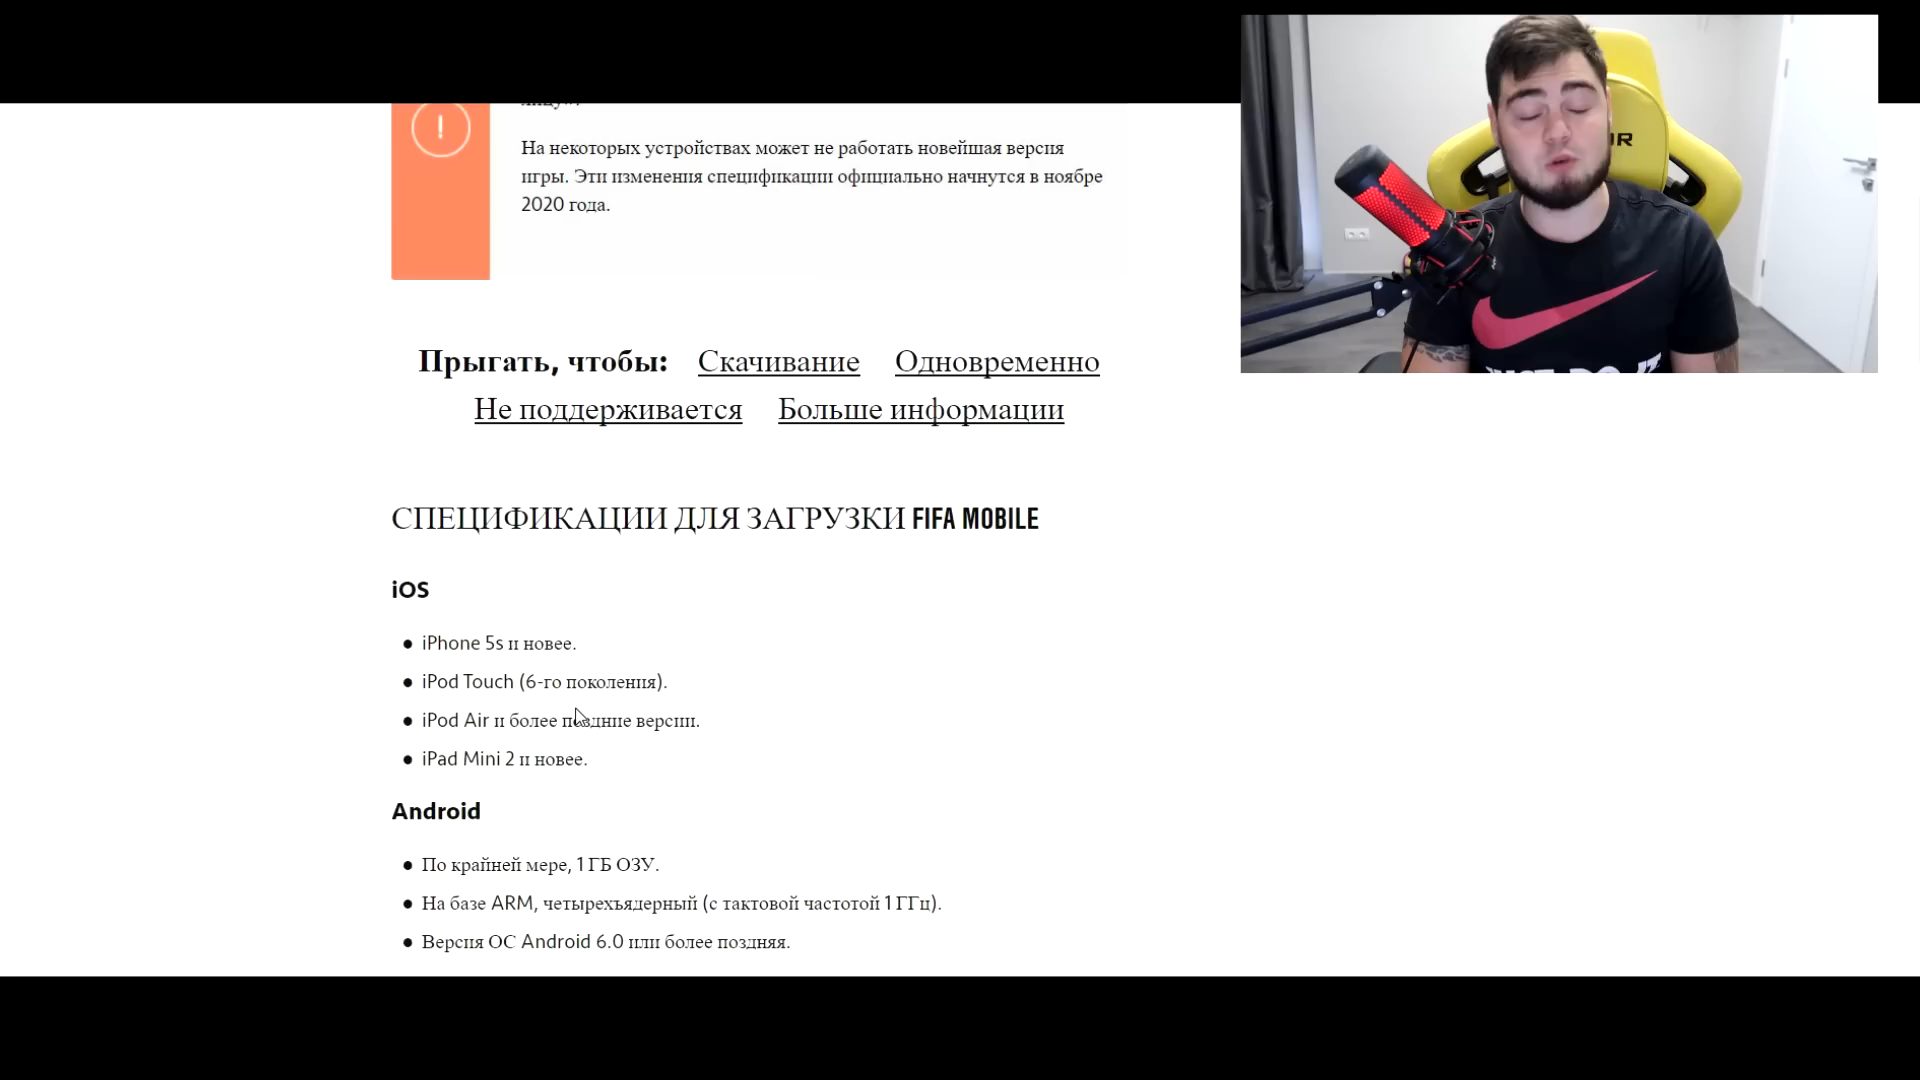 !
На некоторых устройствах может не работать новейшая версия
игры. Эти изменения спецификации официально начнутся в ноябре
2020 года.
Прыгать, чтобы: Скачивание Одновременно
Не поддерживается Больше информации
СПЕЦИФИКАЦИИ ДЛЯ ЗАГРУЗКИ FIFA MOBILE
iOS
● iPhone 5s и новее.
● iPod Touch (6-го поколения).
● iPod Air и более поздние версии.
● iPad Mini 2 и новее.
Android
● По крайней мере, 1 ГБ ОЗУ.
● На базе ARM, четырехъядерный (с тактовой частотой 1 ГГц).
● Версия ОС Android 6.0 или более поздняя.
JUST DO IT